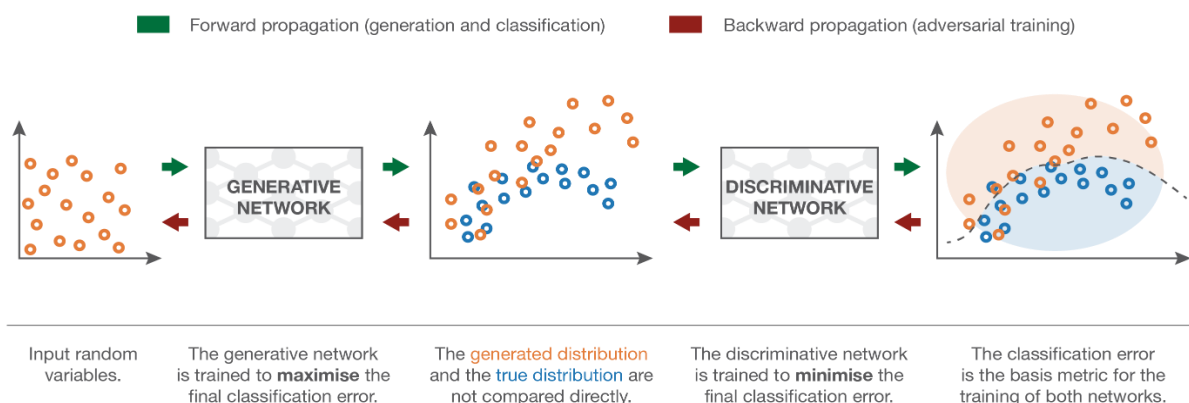 Forward propagation (generation and classification)
Backward propagation (adversarial training)
GENERATIVE
NETWORK
DISCRIMINATIVE
NETWORK
Input random
variables.
The generative network
is trained to maximise the
final classification error.
The generated distribution
and the true distribution are
not compared directly.
The discriminative network
is trained to minimise the
final classification error.
The classification error
is the basis metric for the
training of both networks.